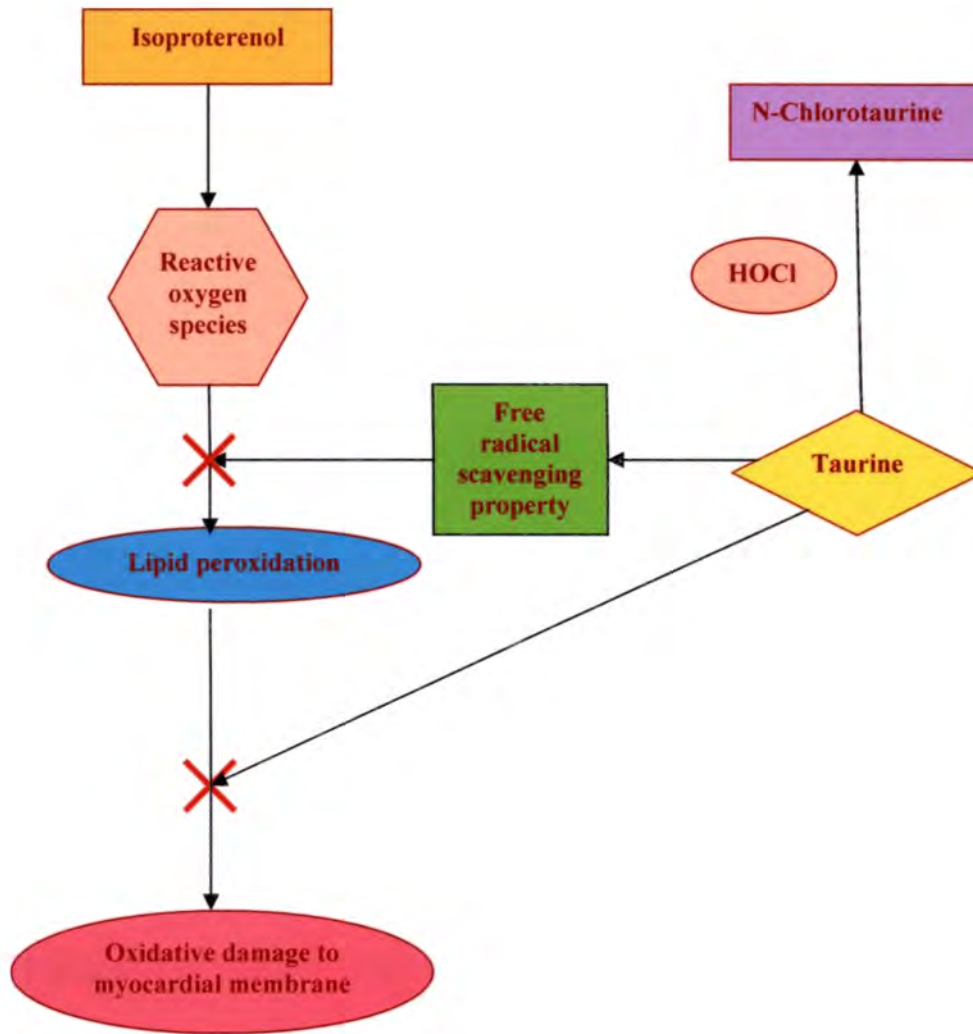 Isoproterenol
N-Chlorotaurine
Reactive
oxygen
species
HOCl
Free
radical
scavenging
property
Taurine
Lipid peroxidation
Oxidative damage to
myocardial membrane